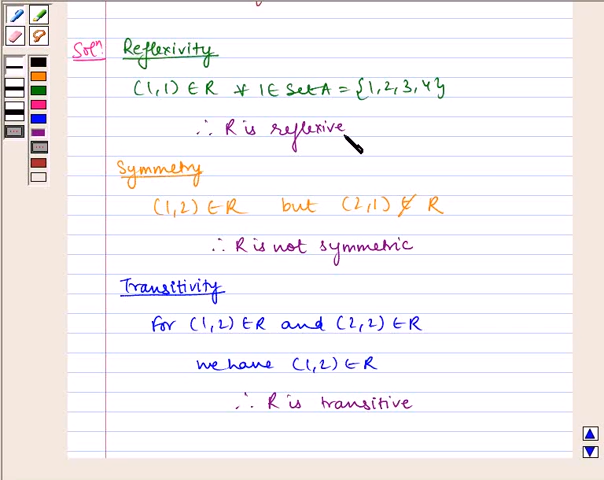 Solⁿ Reflexivity
(1,1) ∈ R ∀ 1 ∈ Set A = {1,2,3,4}
∴ R is reflexive
Symmetry
(1,2) ∈ R but (2,1) ∉ R
∴ R is not symmetric
Transitivity
For (1,2) ∈ R and (2,2) ∈ R
we have (1,2) ∈ R
∴ R is transitive